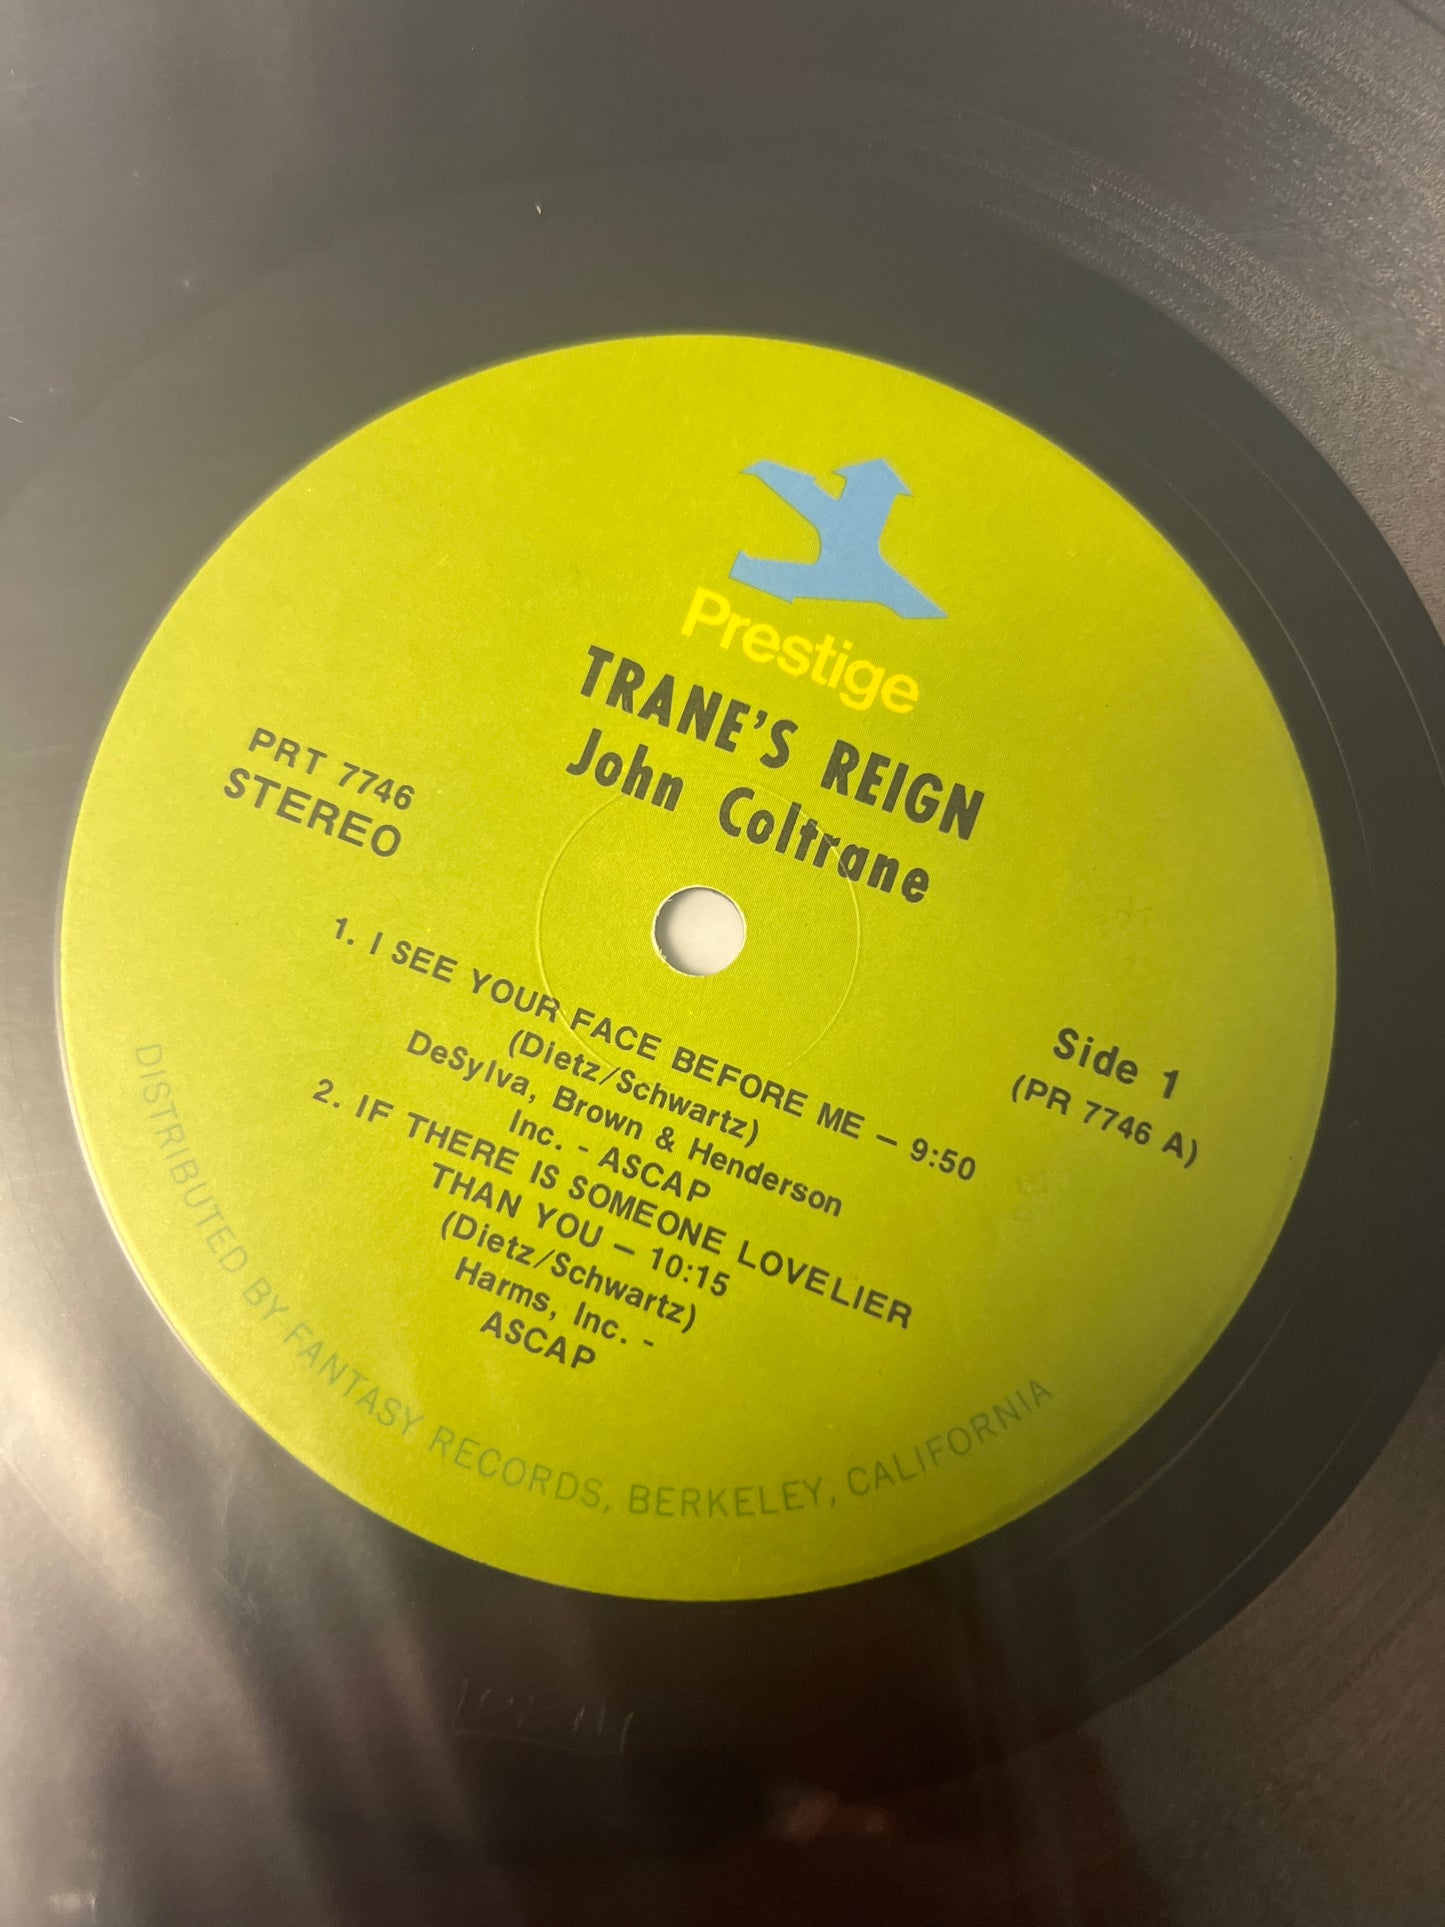 Prestige
TRANE'S REIGN
John Coltrane
PRT 7746
STEREO
Side 1
(PR 7746 A)
1. I SEE YOUR FACE BEFORE ME – 9:50
(Dietz/Schwartz)
DeSylva, Brown & Henderson
Inc. - ASCAP
2. IF THERE IS SOMEONE LOVELIER
THAN YOU – 10:15
(Dietz/Schwartz)
Harms, Inc. -
ASCAP
DISTRIBUTED BY FANTASY RECORDS, BERKELEY, CALIFORNIA